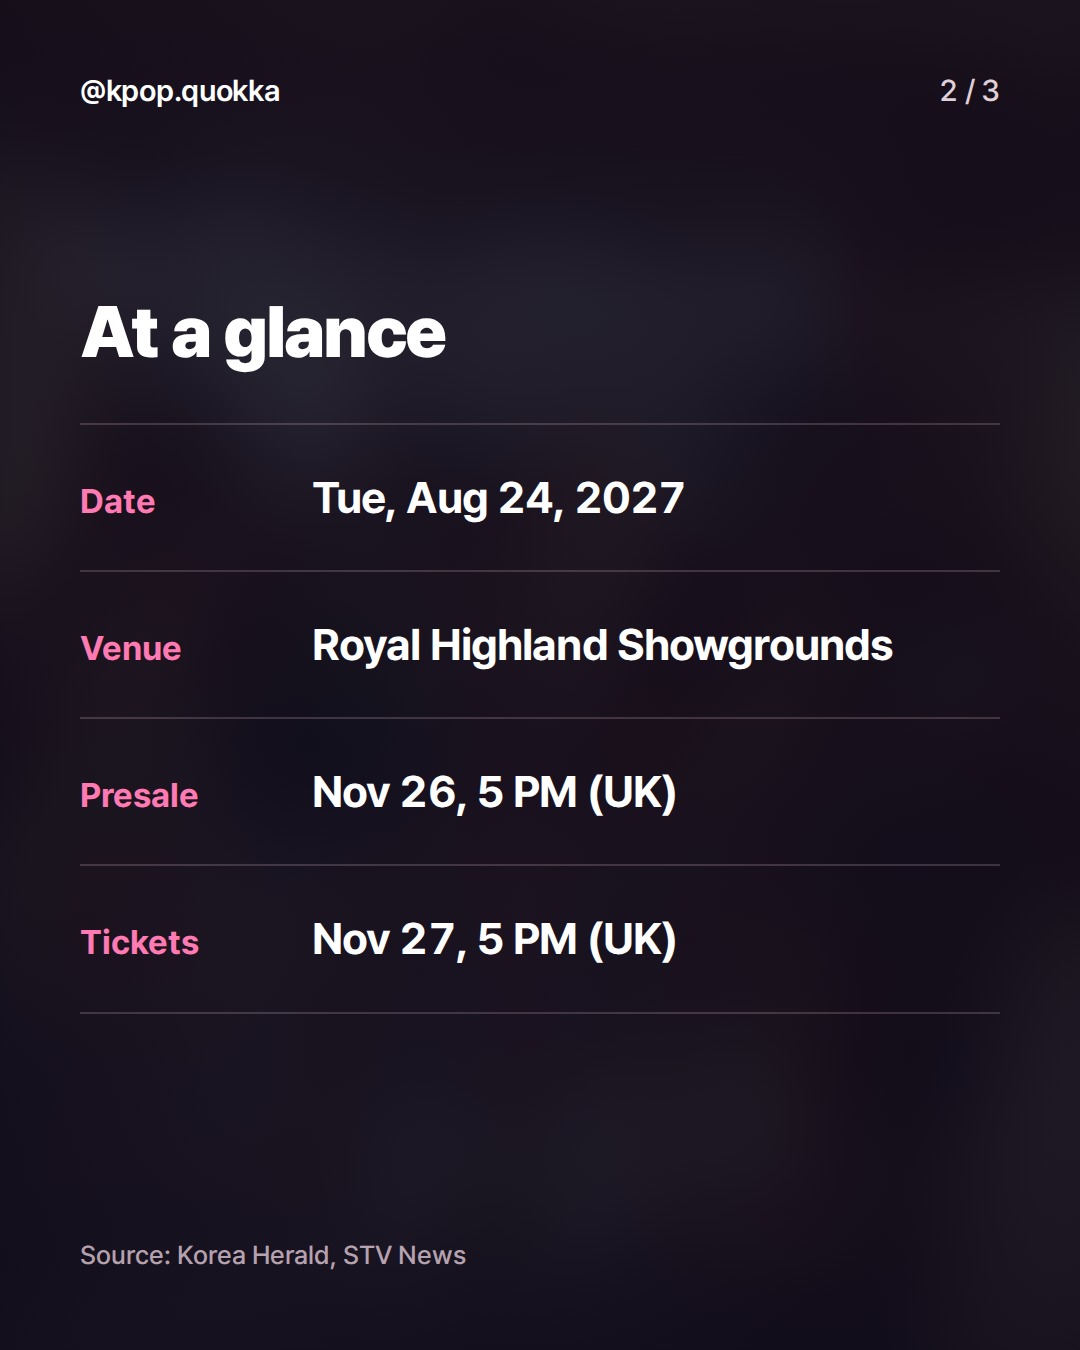 @kpop.quokka
2 / 3
At a glance
Date
Tue, Aug 24, 2027
Venue
Royal Highland Showgrounds
Presale
Nov 26, 5 PM (UK)
Tickets
Nov 27, 5 PM (UK)
Source: Korea Herald, STV News